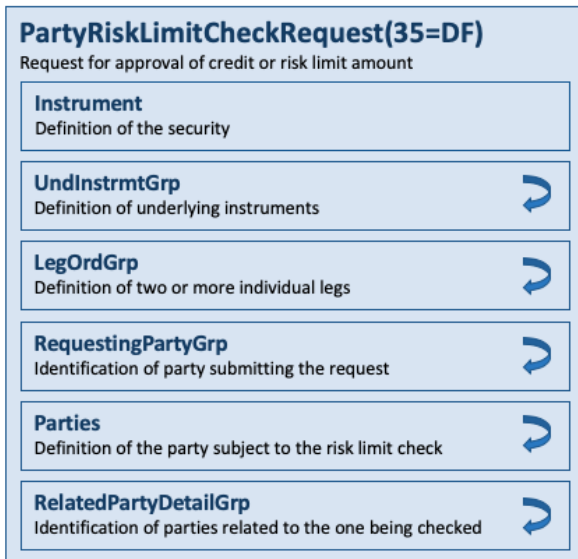 PartyRiskLimitCheckRequest(35=DF)
Request for approval of credit or risk limit amount
Instrument
Definition of the security
UndInstrmtGrp
Definition of underlying instruments
LegOrdGrp
Definition of two or more individual legs
RequestingPartyGrp
Identification of party submitting the request
Parties
Definition of the party subject to the risk limit check
RelatedPartyDetailGrp
Identification of parties related to the one being checked